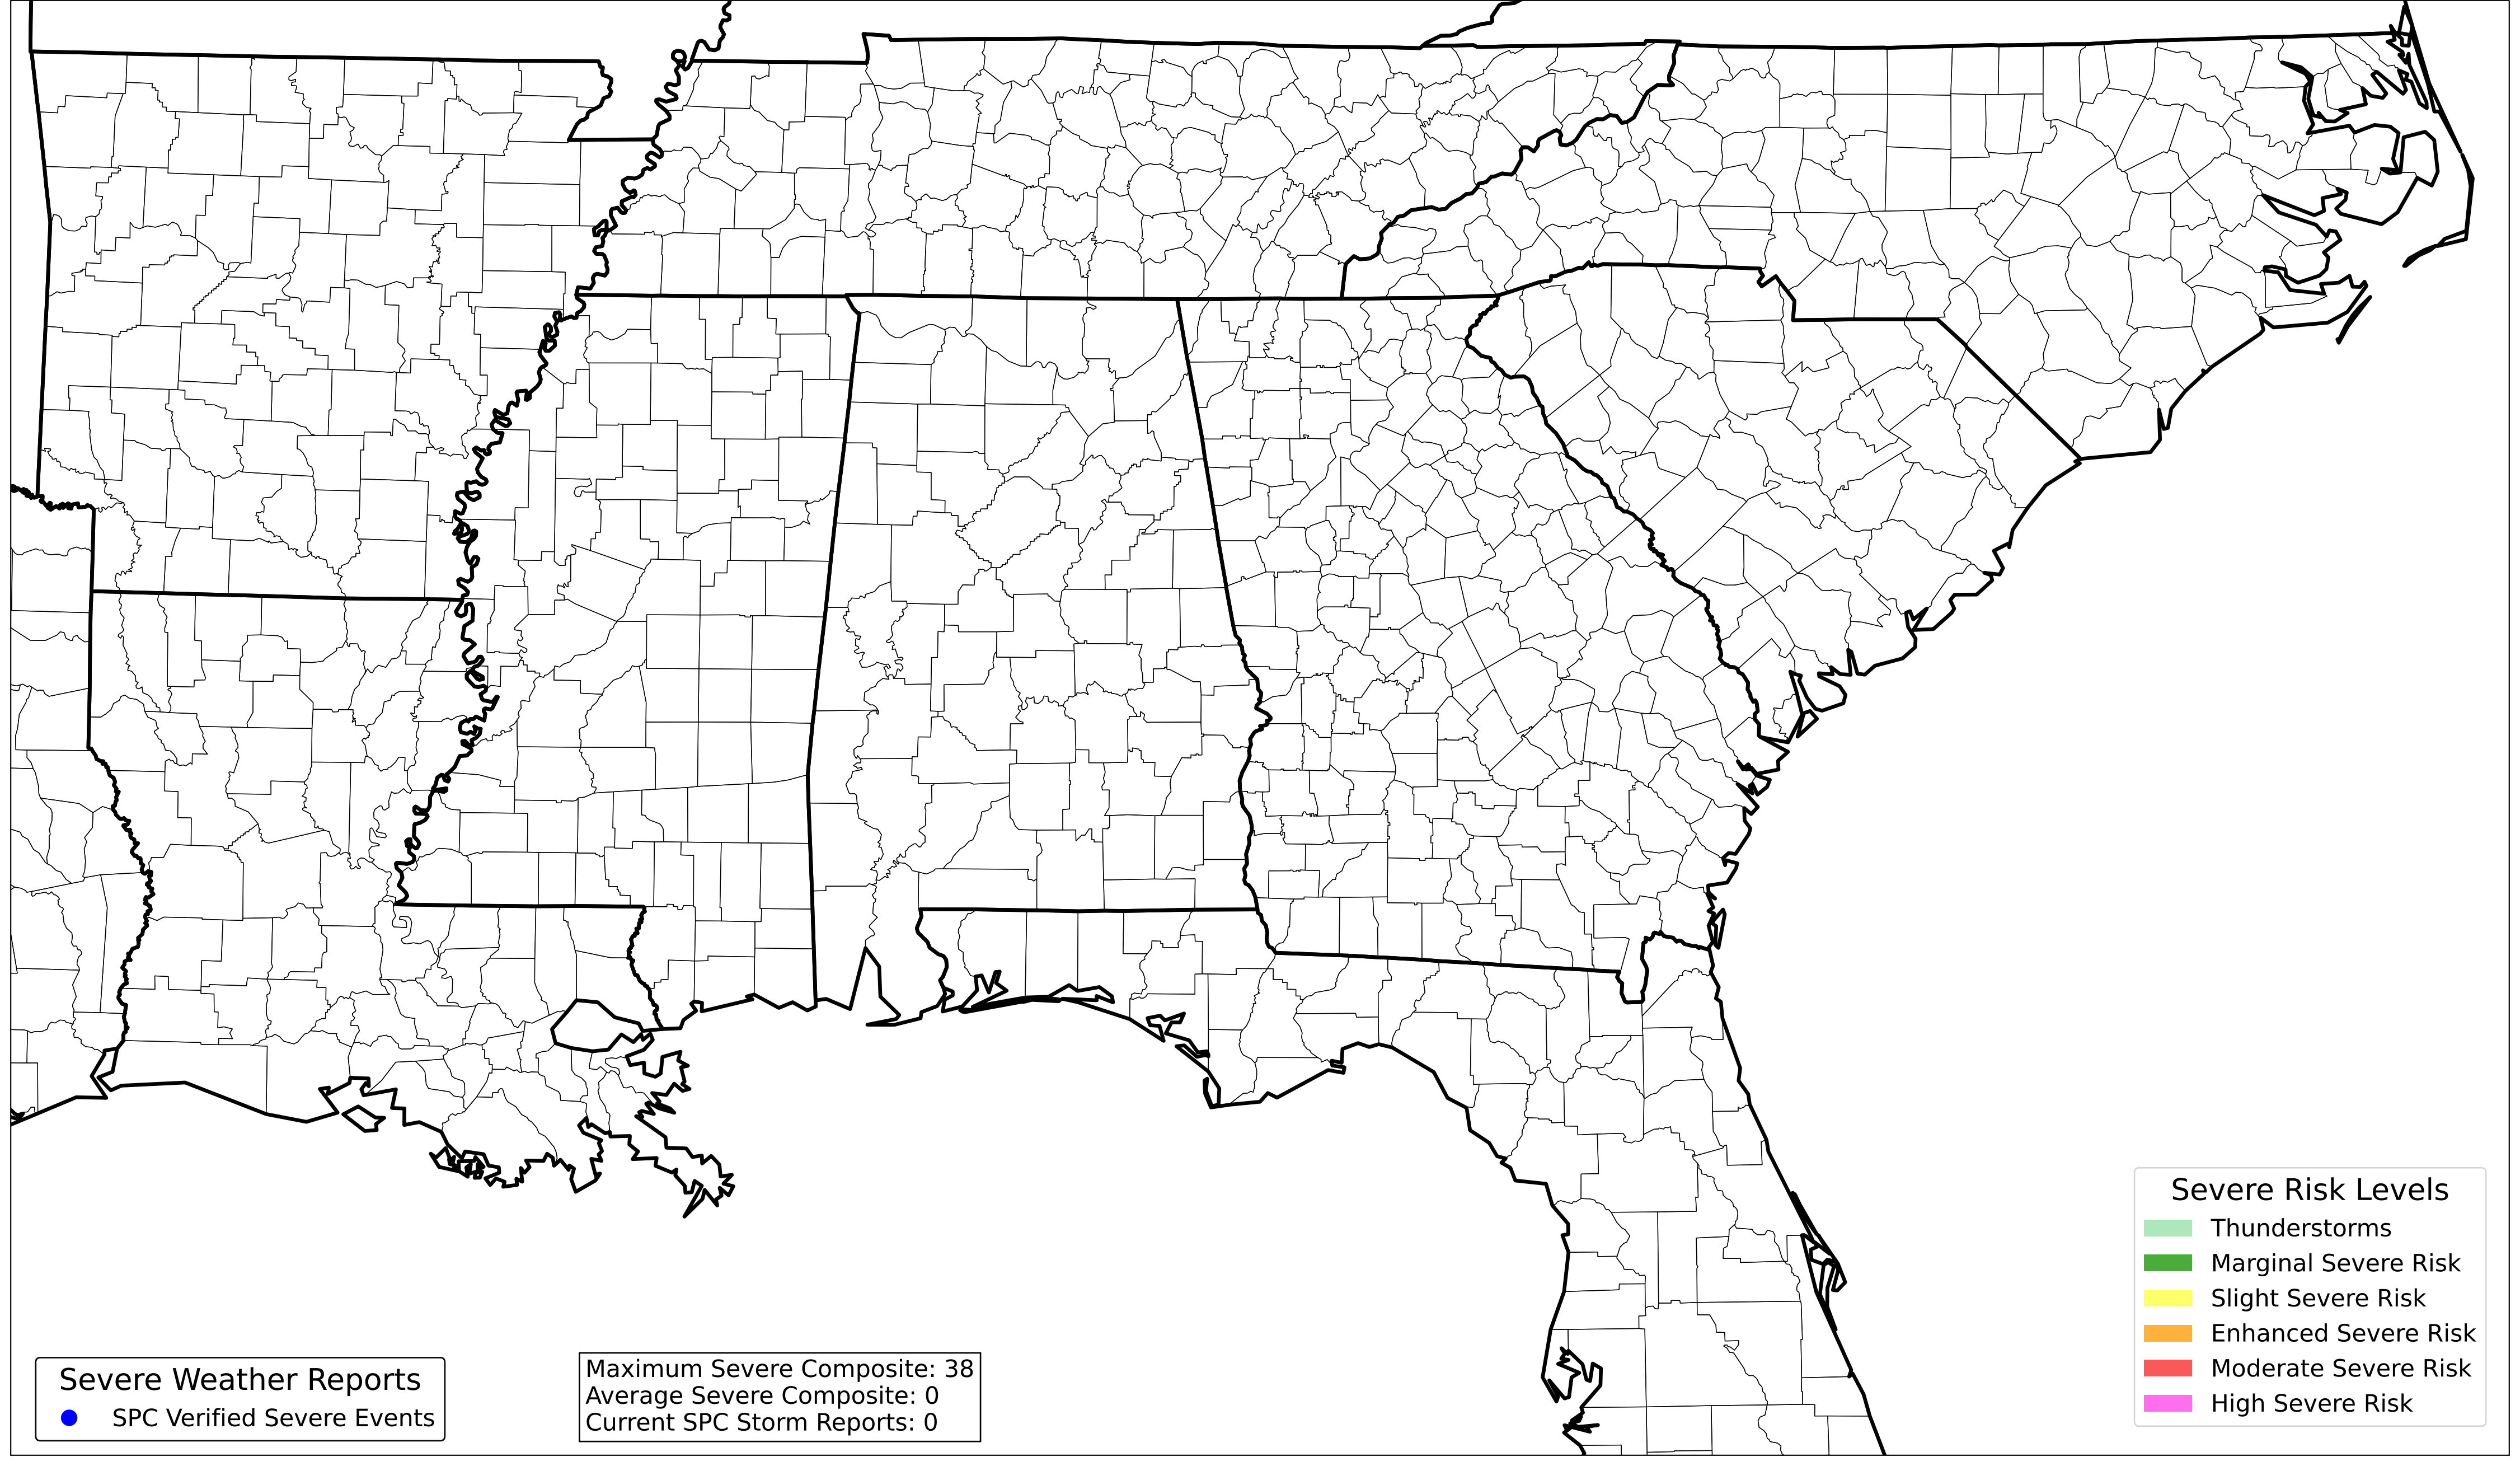 Severe Weather Reports
SPC Verified Severe Events
Maximum Severe Composite: 38
Average Severe Composite: 0
Current SPC Storm Reports: 0
Severe Risk Levels
Thunderstorms
Marginal Severe Risk
Slight Severe Risk
Enhanced Severe Risk
Moderate Severe Risk
High Severe Risk